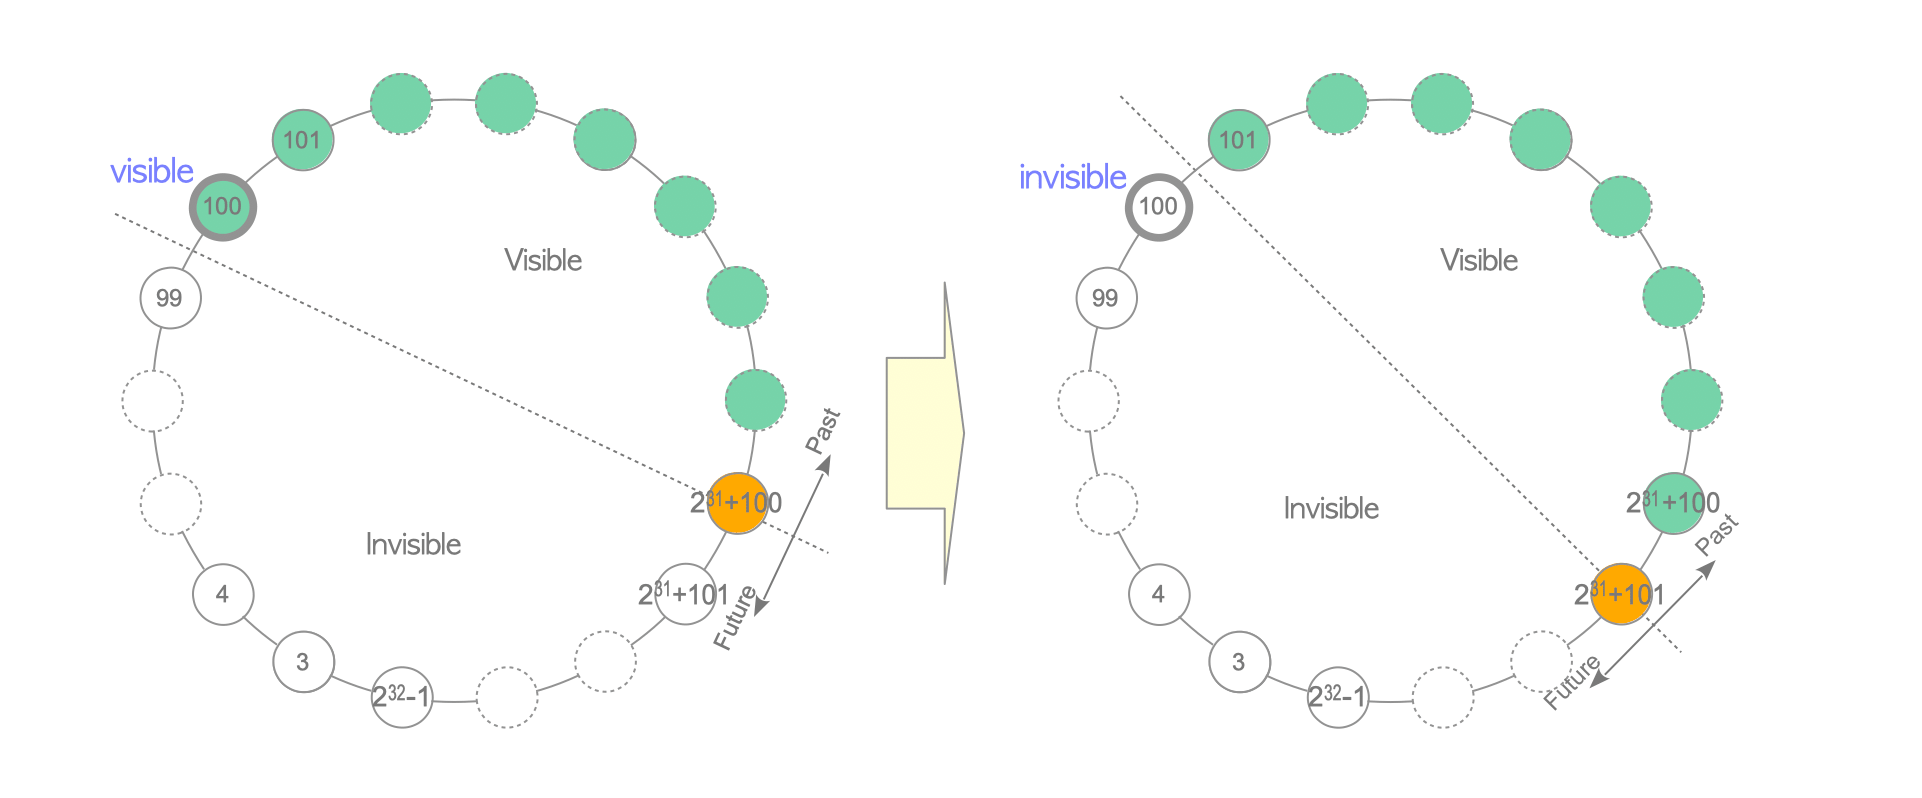 101
visible
100
Visible
99
Past
2³¹+100
Invisible
4
2³¹+101
Future
3
2³²-1
101
invisible
100
Visible
99
2³¹+100
Invisible
Past
4
2³¹+101
3
Future
2³²-1